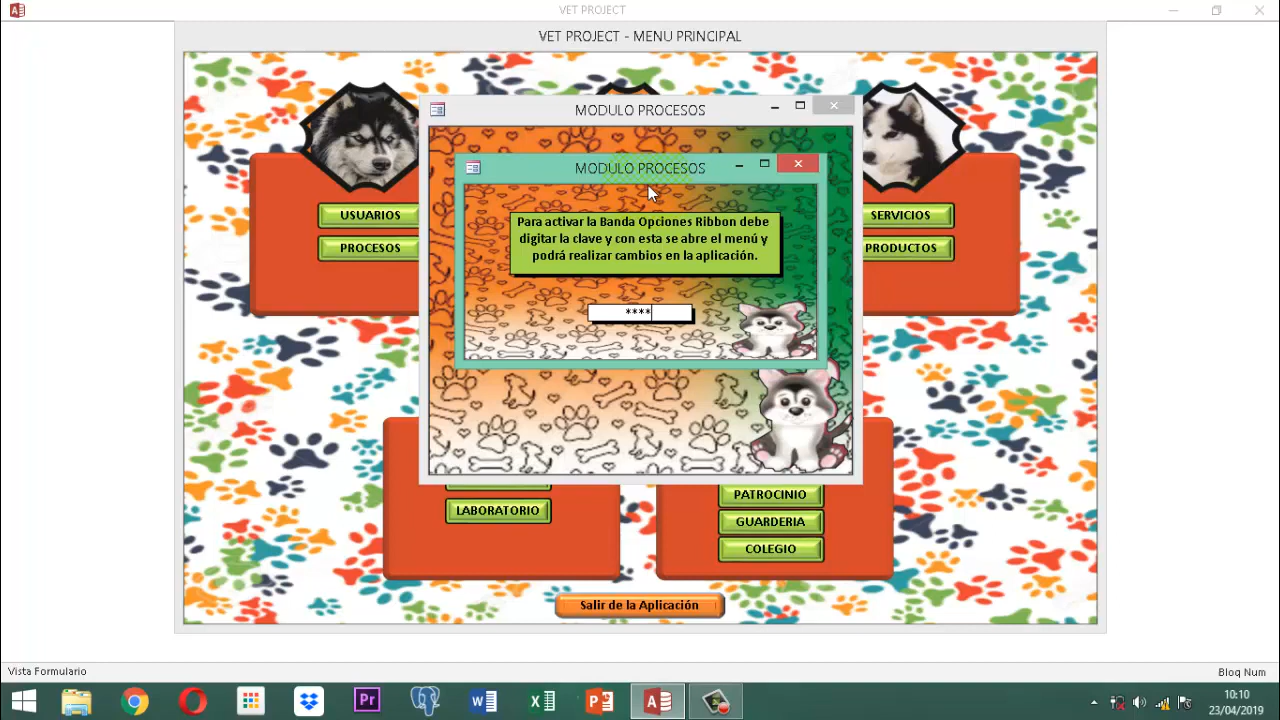 VET PROJECT
VET PROJECT - MENU PRINCIPAL
MODULO PROCESOS
MODULO PROCESOS
Para activar la Banda Opciones Ribbon debe
digitar la clave y con esta se abre el menú y
podrá realizar cambios en la aplicación.
****
USUARIOS
PROCESOS
SERVICIOS
PRODUCTOS
LABORATORIO
PATROCINIO
GUARDERIA
COLEGIO
Salir de la Aplicación
Vista Formulario
Bloq Num
10:10
23/04/2019